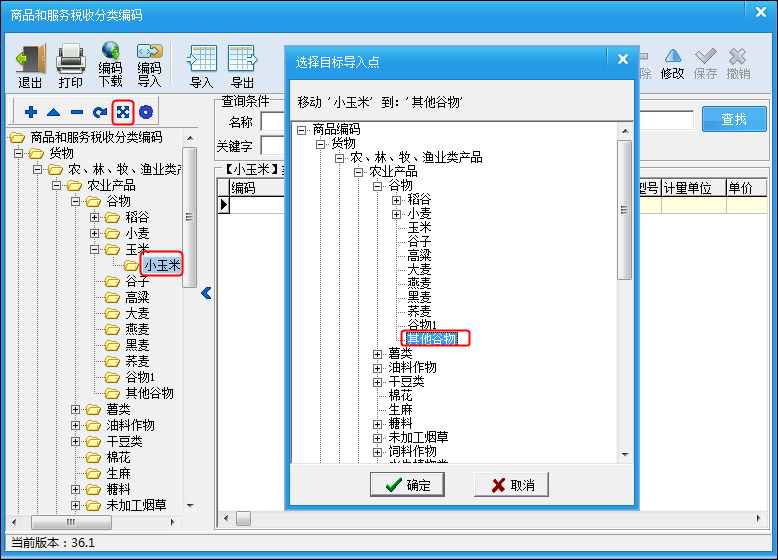 商品和服务税收分类编码
退出
打印
编码
下载
编码
导入
导入
导出
除
修改
保存
撤销
查询条件
名称
关键字
查找
商品和服务税收分类编码
货物
农、林、牧、渔业类产
农业产品
谷物
稻谷
小麦
玉米
小玉米
谷子
高粱
大麦
燕麦
黑麦
荞麦
谷物1
其他谷物
薯类
油料作物
干豆类
棉花
生麻
糖料
未加工烟草
【小玉米】
编码
型号
计量单位
单价
选择目标导入点
移动 '小玉米' 到：'其他谷物'
商品编码
货物
农、林、牧、渔业类产品
农业产品
谷物
稻谷
小麦
玉米
谷子
高粱
大麦
燕麦
黑麦
荞麦
谷物1
其他谷物
薯类
油料作物
干豆类
棉花
生麻
糖料
未加工烟草
饲料作物
确定
取消
当前版本：36.1